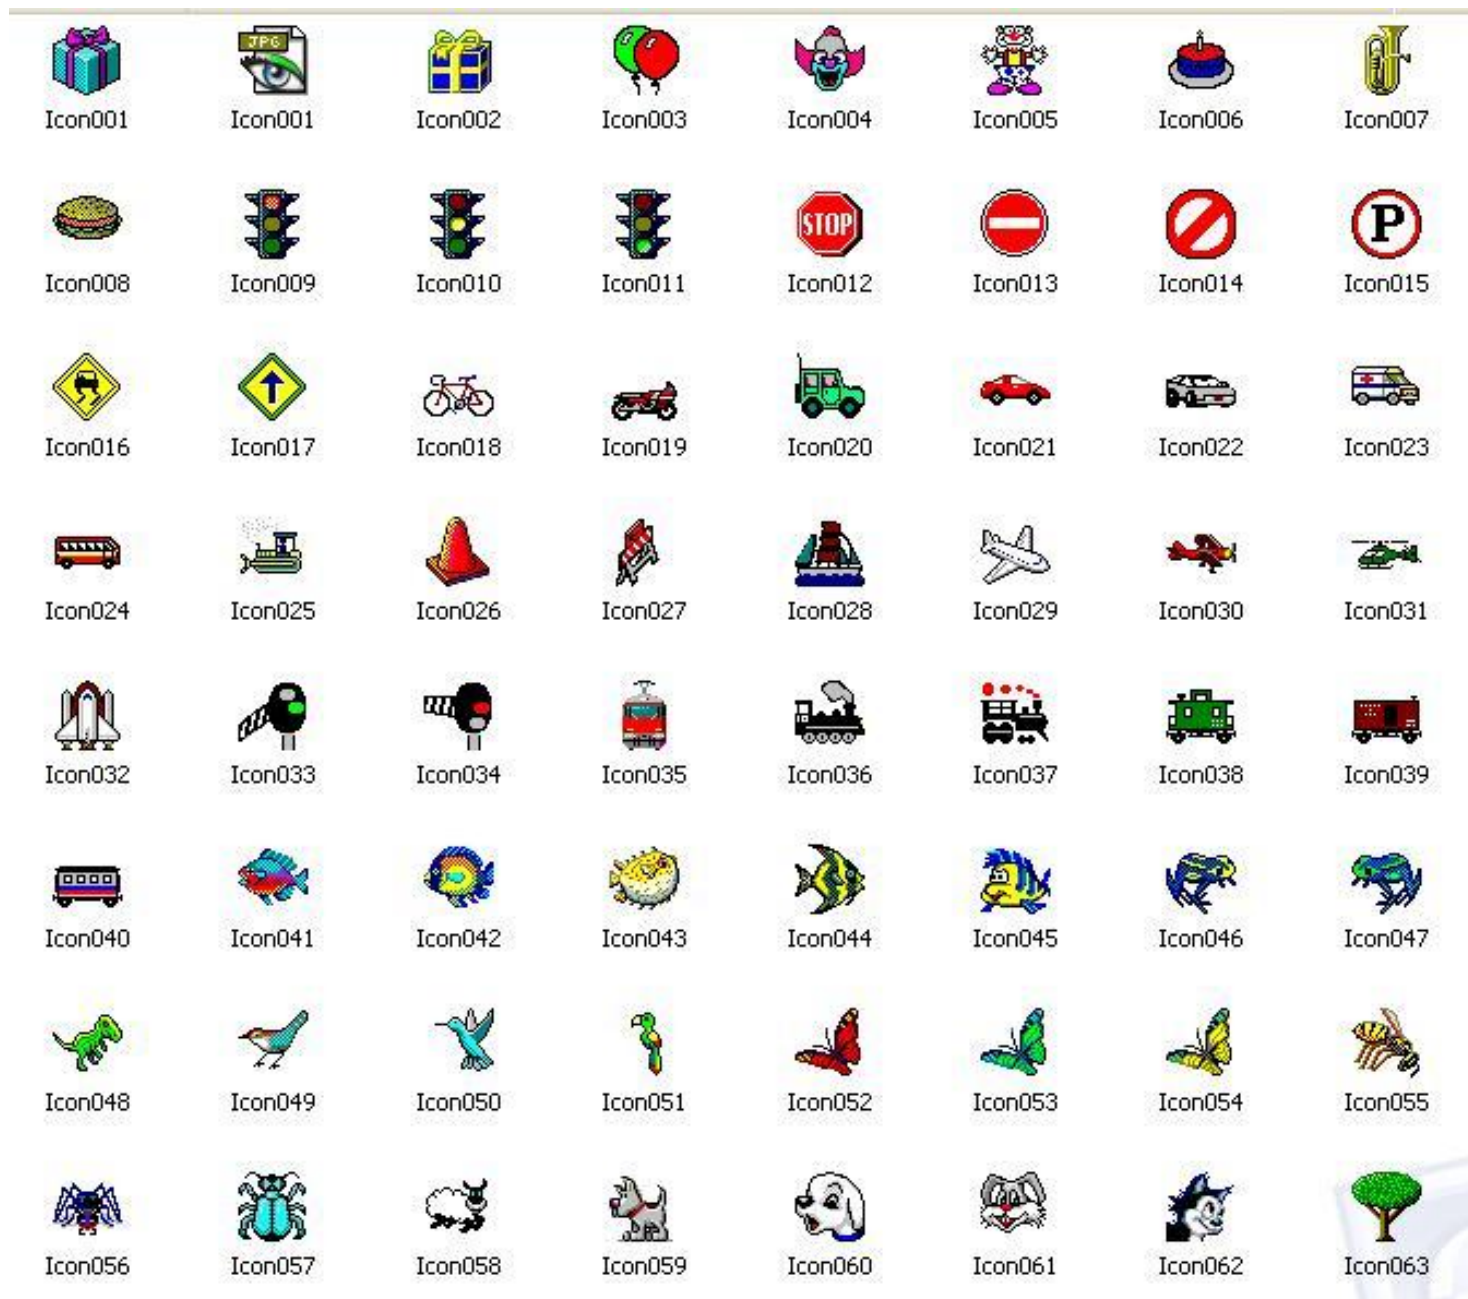 JPG
Icon001 Icon001 Icon002 Icon003 Icon004 Icon005 Icon006 Icon007
STOP P
Icon008 Icon009 Icon010 Icon011 Icon012 Icon013 Icon014 Icon015
Icon016 Icon017 Icon018 Icon019 Icon020 Icon021 Icon022 Icon023
Icon024 Icon025 Icon026 Icon027 Icon028 Icon029 Icon030 Icon031
Icon032 Icon033 Icon034 Icon035 Icon036 Icon037 Icon038 Icon039
Icon040 Icon041 Icon042 Icon043 Icon044 Icon045 Icon046 Icon047
Icon048 Icon049 Icon050 Icon051 Icon052 Icon053 Icon054 Icon055
Icon056 Icon057 Icon058 Icon059 Icon060 Icon061 Icon062 Icon063